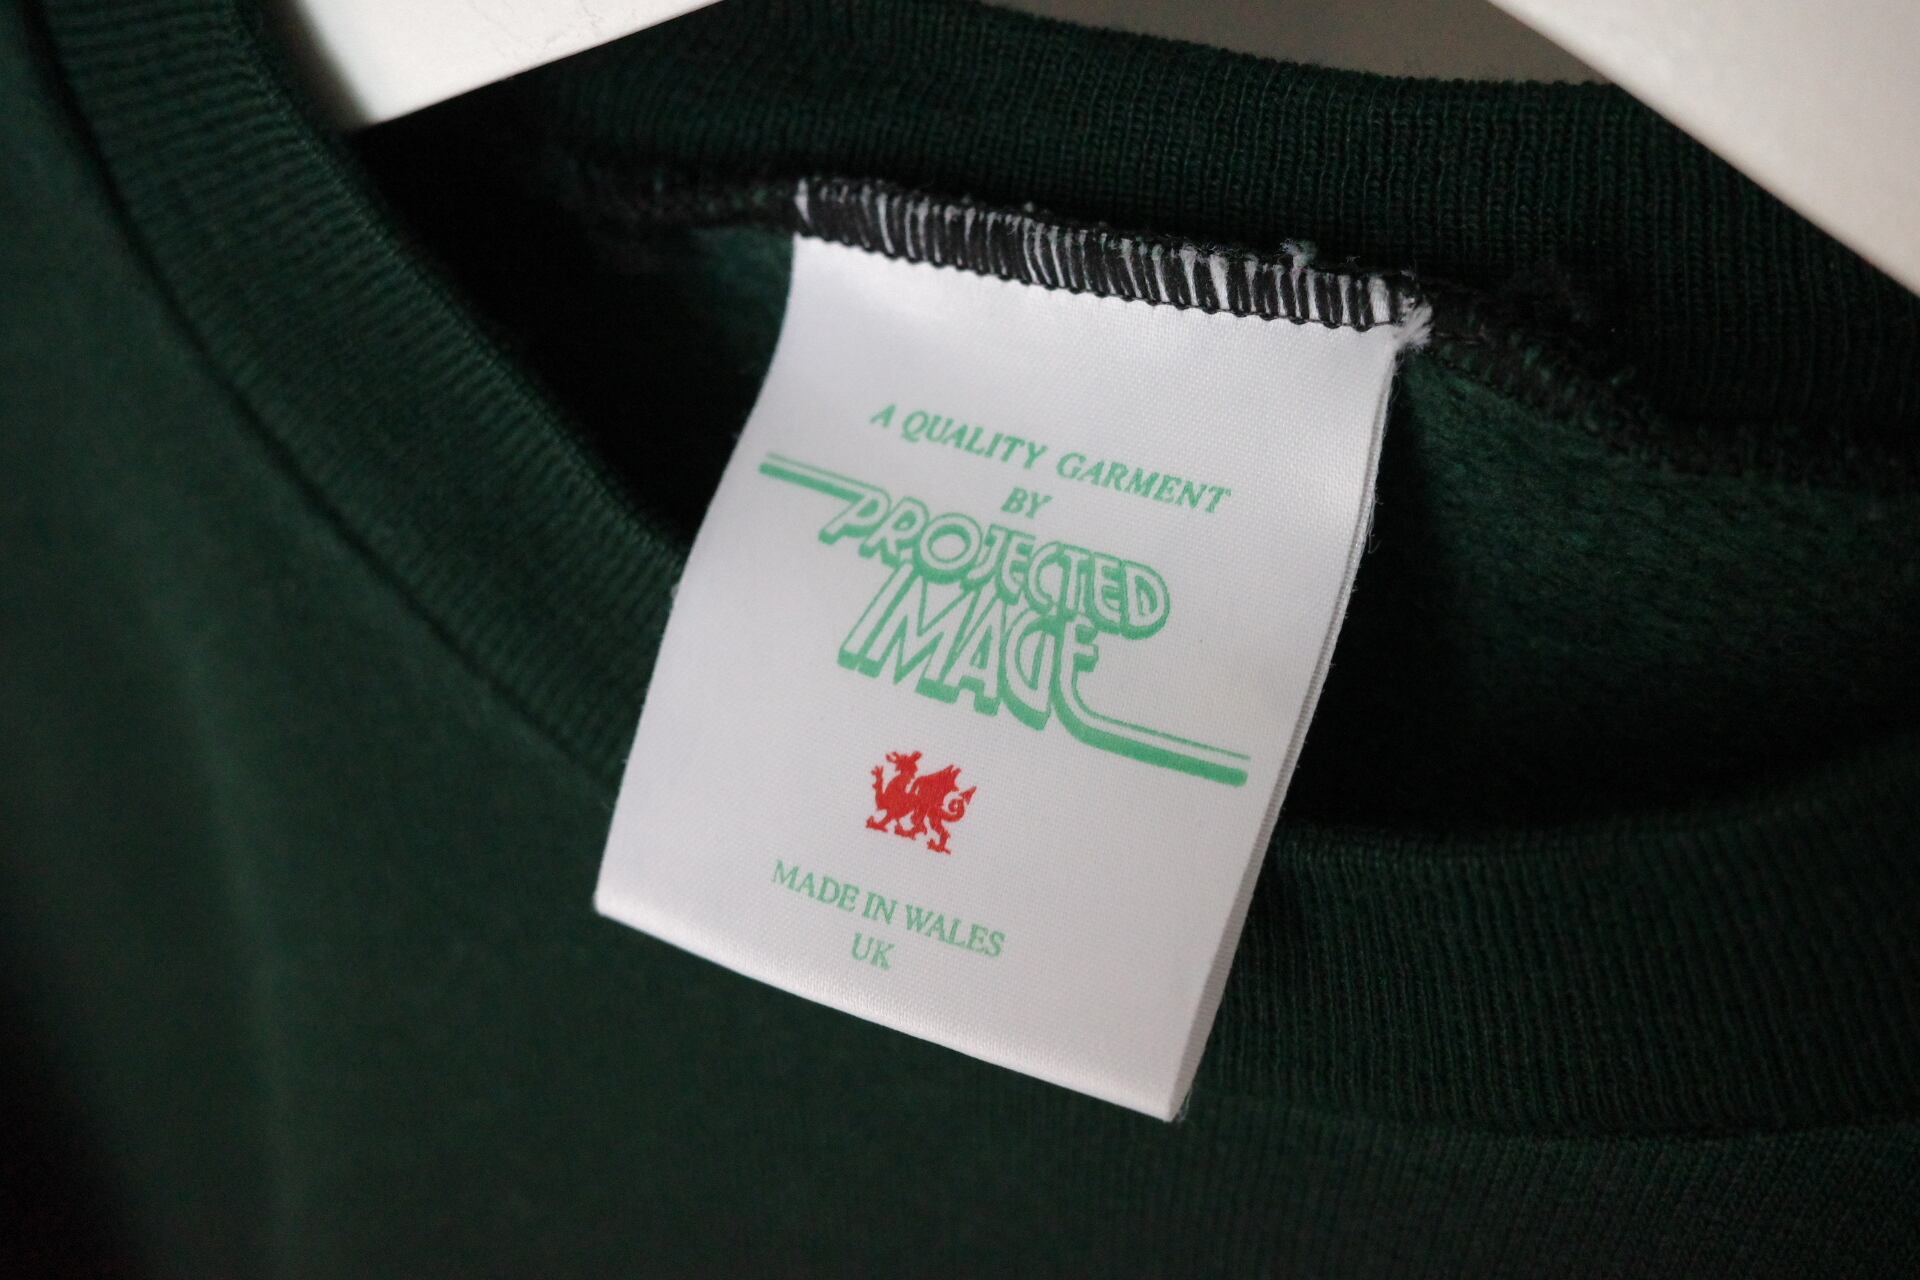 A QUALITY GARMENT
BY
PROJECTED
IMAGE
MADE IN WALES
UK